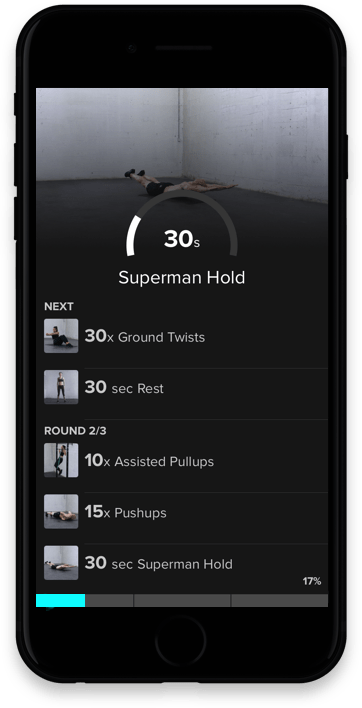 30s
Superman Hold
NEXT
30x Ground Twists
30 sec Rest
ROUND 2/3
10x Assisted Pullups
15x Pushups
30 sec Superman Hold
17%